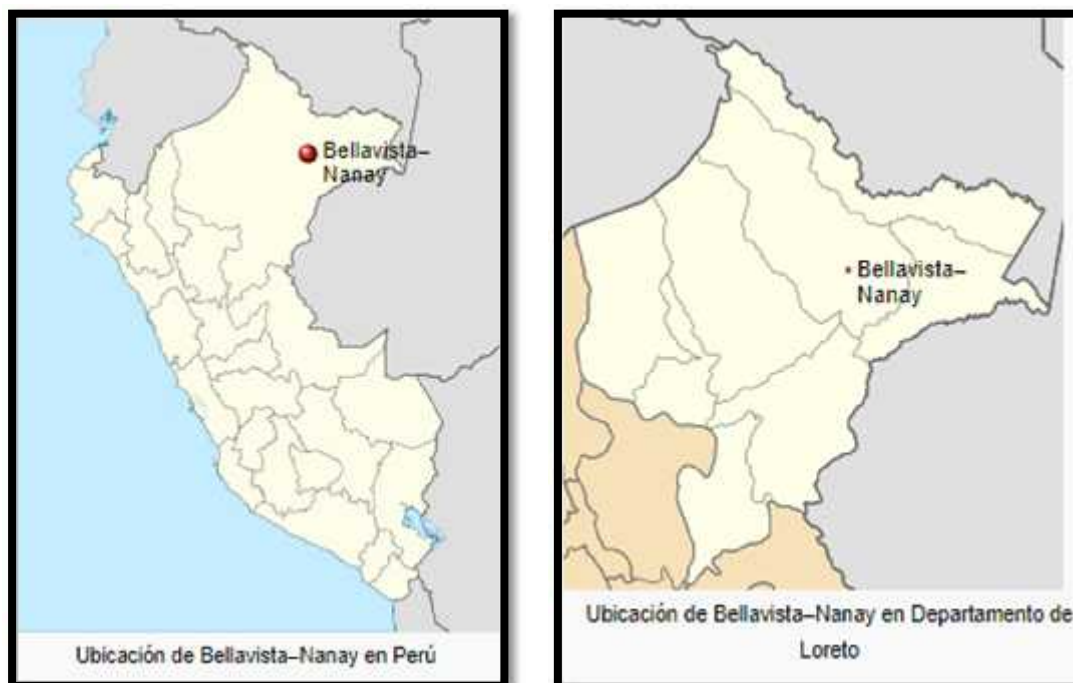 Bellavista–
Nanay
Ubicación de Bellavista–Nanay en Perú
Bellavista–
Nanay
Ubicación de Bellavista–Nanay en Departamento de
Loreto